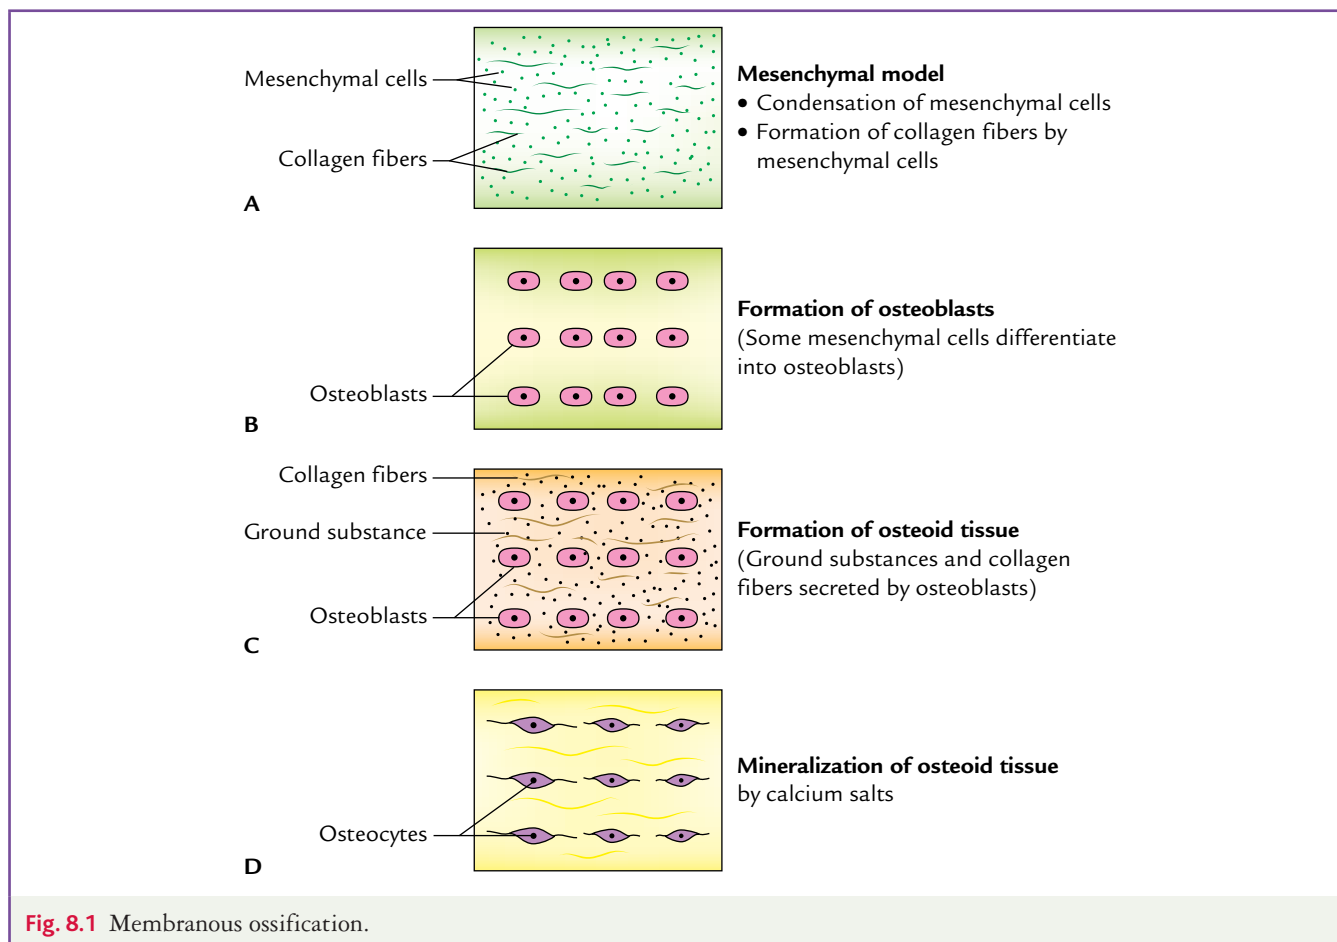 Mesenchymal cells
Collagen fibers
A
Mesenchymal model
• Condensation of mesenchymal cells
• Formation of collagen fibers by
mesenchymal cells
Osteoblasts
B
Formation of osteoblasts
(Some mesenchymal cells differentiate
into osteoblasts)
Collagen fibers
Ground substance
Osteoblasts
C
Formation of osteoid tissue
(Ground substances and collagen
fibers secreted by osteoblasts)
Osteocytes
D
Mineralization of osteoid tissue
by calcium salts
Fig. 8.1 Membranous ossification.